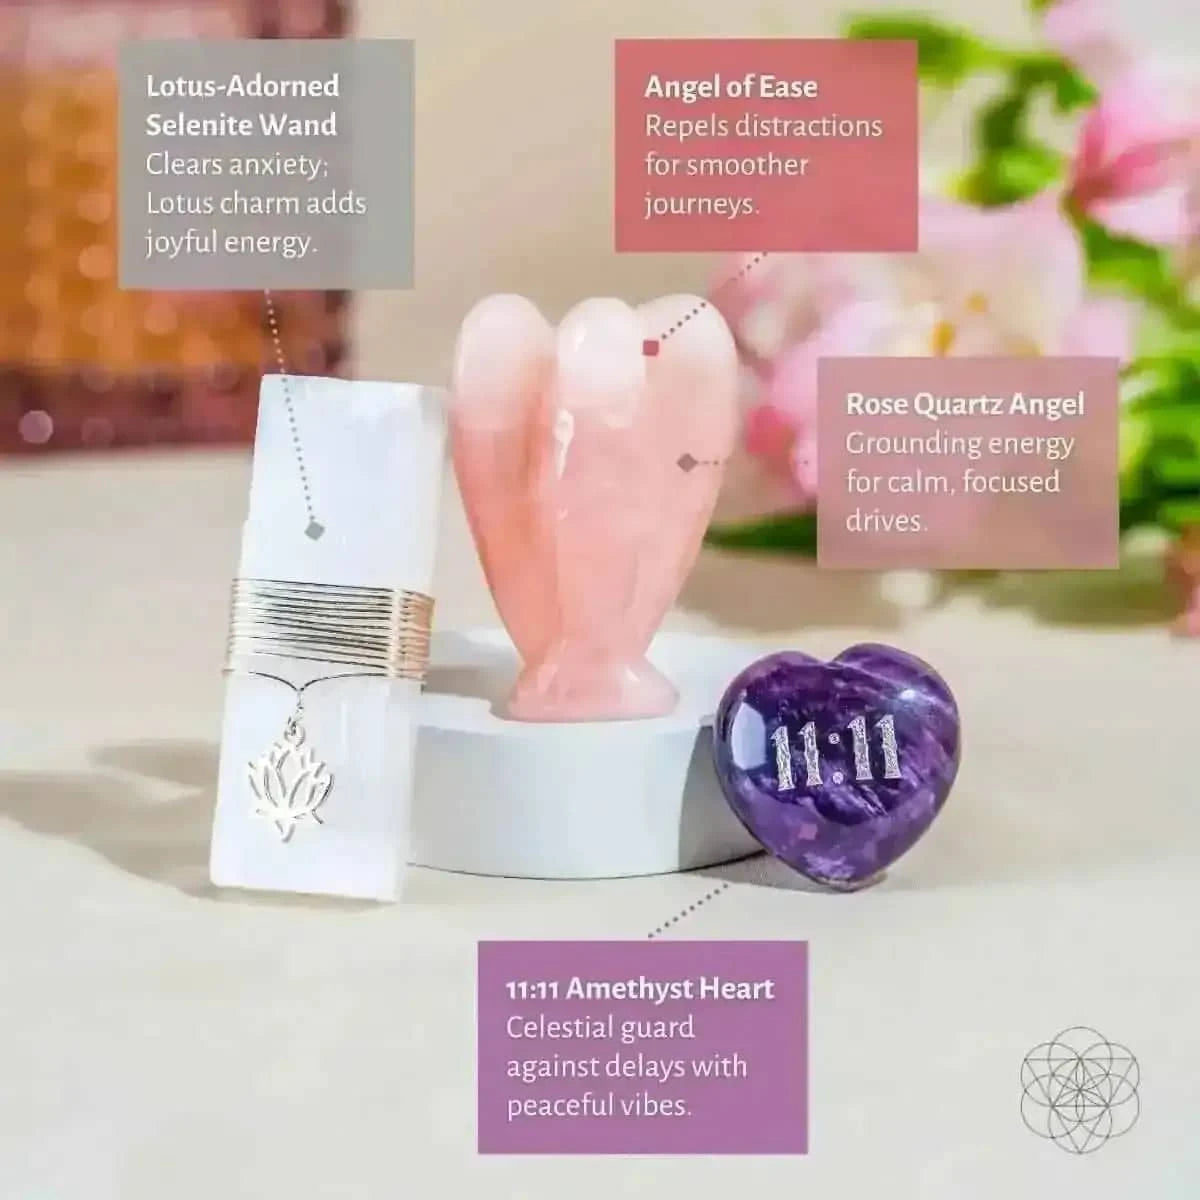 Lotus-Adorned
Selenite Wand
Clears anxiety;
Lotus charm adds
joyful energy.
Angel of Ease
Repels distractions
for smoother
journeys.
Rose Quartz Angel
Grounding energy
for calm, focused
drives.
11:11
11:11 Amethyst Heart
Celestial guard
against delays with
peaceful vibes.